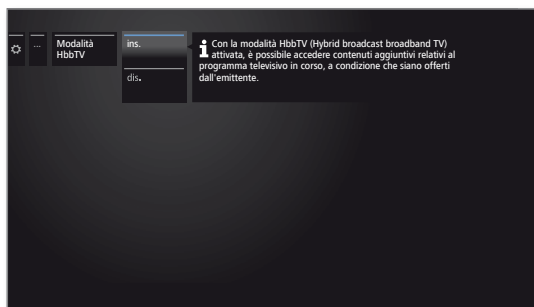 ...
Modalità
HbbTV
ins.
dis.
Con la modalità HbbTV (Hybrid broadcast broadband TV)
attivata, è possibile accedere contenuti aggiuntivi relativi al
programma televisivo in corso, a condizione che siano offerti
dall'emittente.